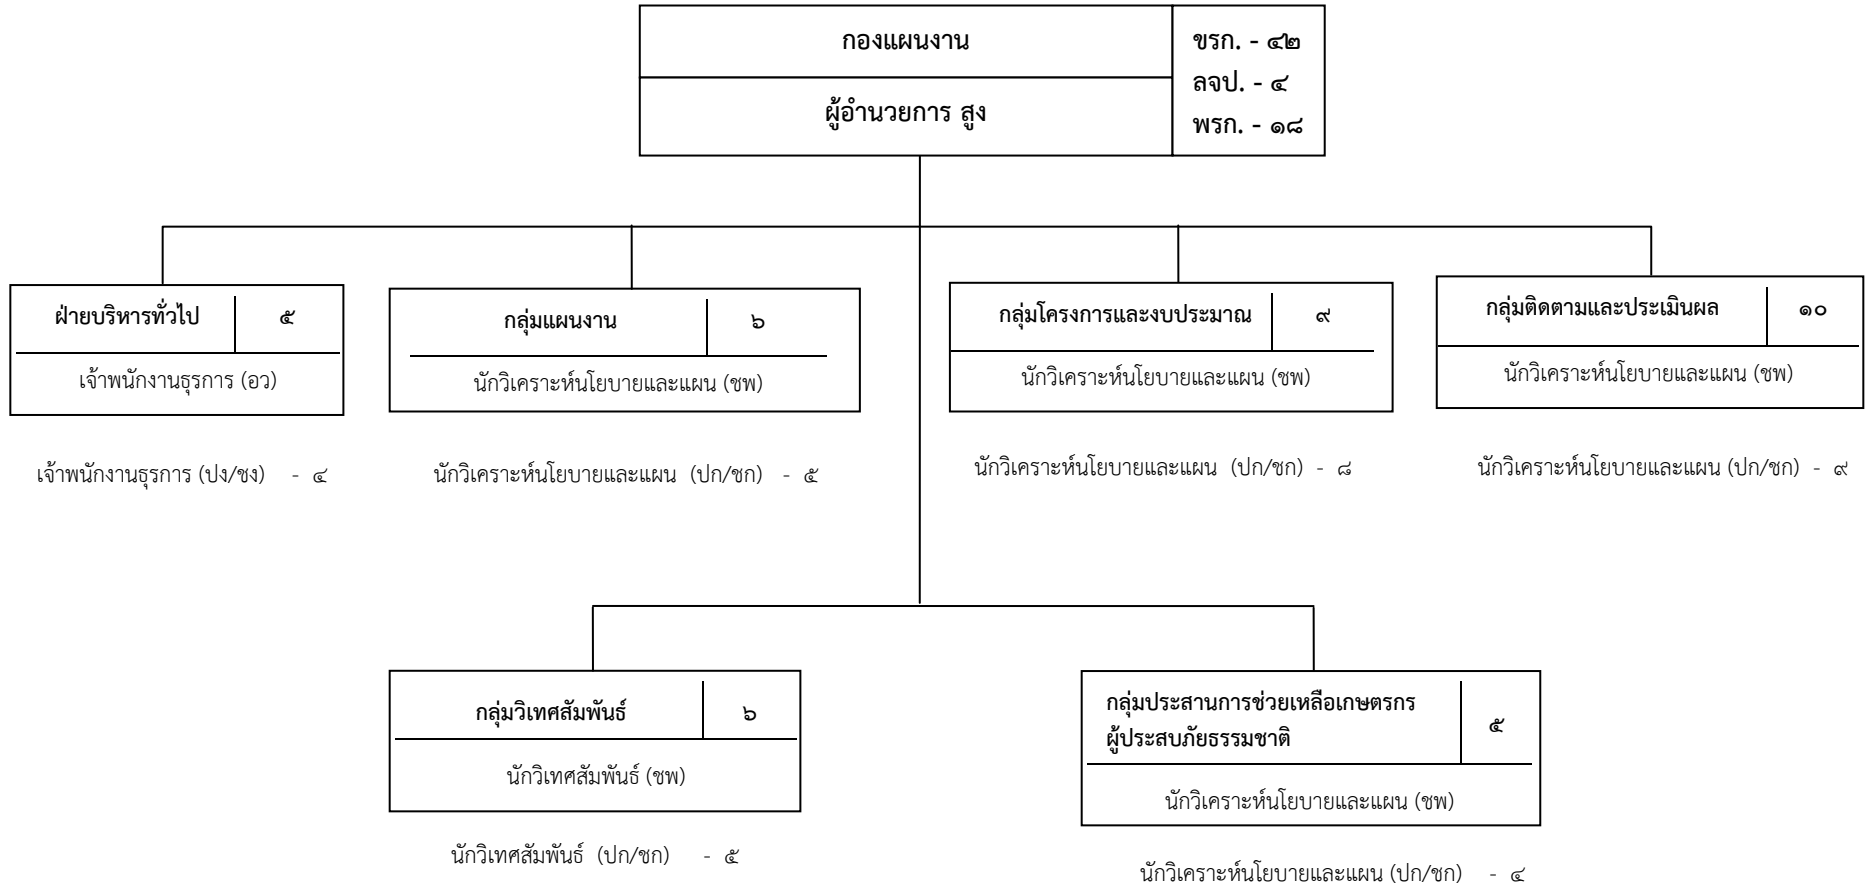 กองแผนงาน
ผู้อำนวยการ สูง
ขรก. - ๔๒
ลจป. - ๔
พรก. - ๑๘
ฝ่ายบริหารทั่วไป ๕
เจ้าพนักงานธุรการ (อว)
เจ้าพนักงานธุรการ (ปง/ชง) - ๔
กลุ่มแผนงาน ๖
นักวิเคราะห์นโยบายและแผน (ชพ)
นักวิเคราะห์นโยบายและแผน (ปก/ชก) - ๕
กลุ่มโครงการและงบประมาณ ๙
นักวิเคราะห์นโยบายและแผน (ชพ)
นักวิเคราะห์นโยบายและแผน (ปก/ชก) - ๘
กลุ่มติดตามและประเมินผล ๑๐
นักวิเคราะห์นโยบายและแผน (ชพ)
นักวิเคราะห์นโยบายและแผน (ปก/ชก) - ๙
กลุ่มวิเทศสัมพันธ์ ๖
นักวิเทศสัมพันธ์ (ชพ)
นักวิเทศสัมพันธ์ (ปก/ชก) - ๕
กลุ่มประสานการช่วยเหลือเกษตรกร
ผู้ประสบภัยธรรมชาติ ๕
นักวิเคราะห์นโยบายและแผน (ชพ)
นักวิเคราะห์นโยบายและแผน (ปก/ชก) - ๔